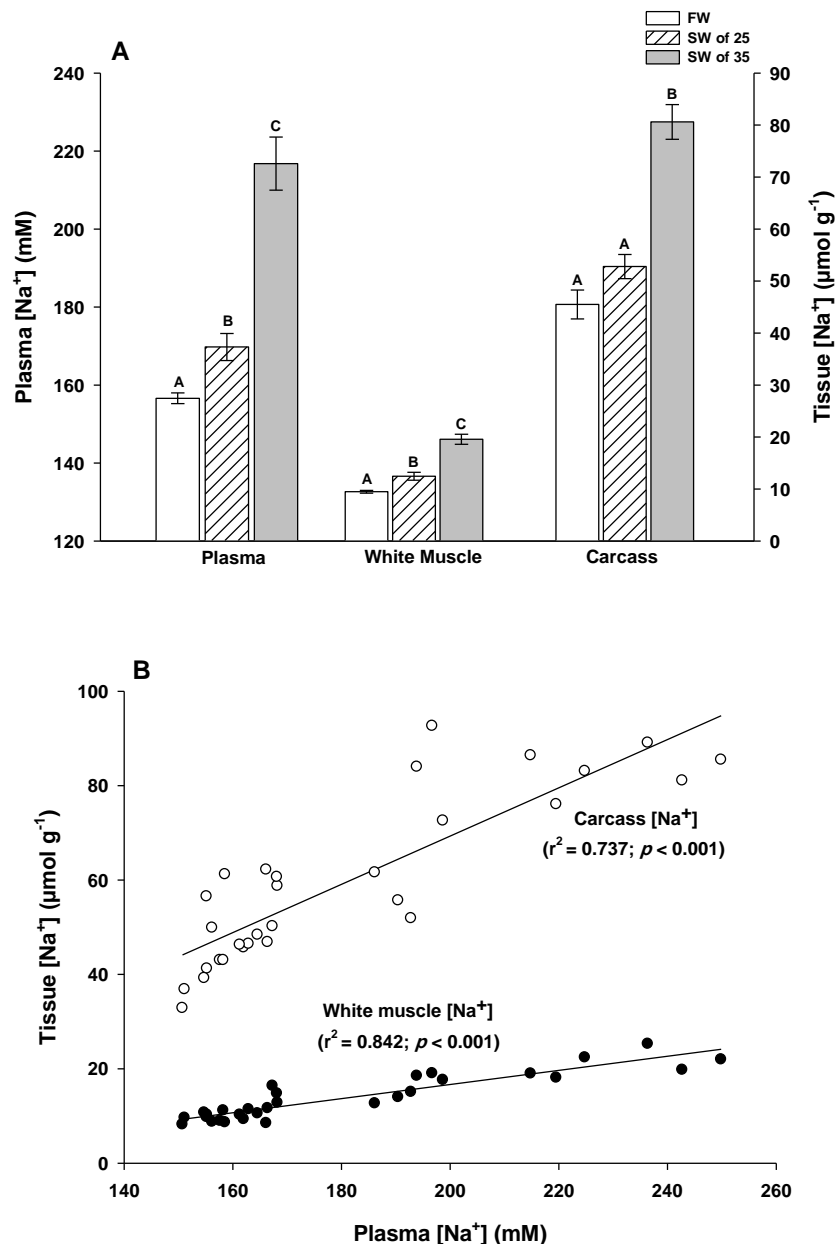 FW
SW of 25
SW of 35
A
240
220
200
180
160
140
120
90
80
70
60
50
40
30
20
10
0
Plasma [Na⁺] (mM)
Tissue [Na⁺] (µmol g⁻¹)
A
B
C
A
B
C
A
A
B
Plasma
White Muscle
Carcass
B
100
80
60
40
20
0
Tissue [Na⁺] (µmol g⁻¹)
Carcass [Na⁺]
(r² = 0.737; p < 0.001)
White muscle [Na⁺]
(r² = 0.842; p < 0.001)
140
160
180
200
220
240
260
Plasma [Na⁺] (mM)